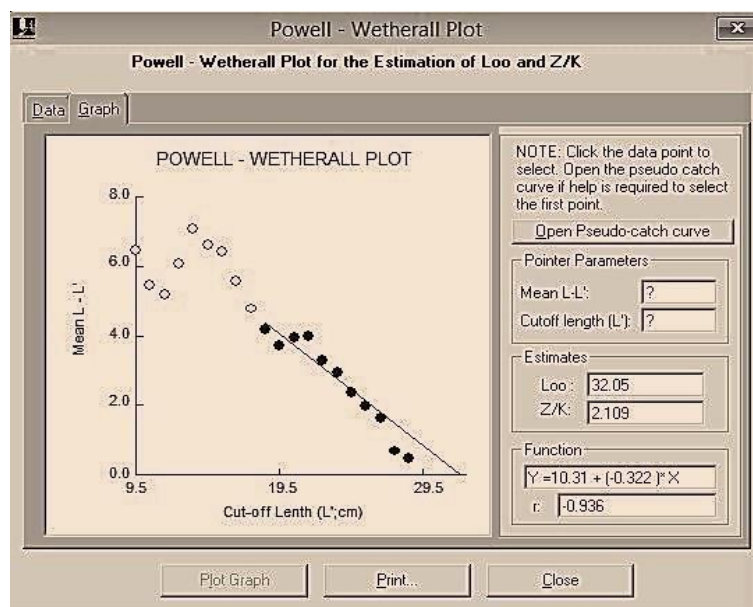 Powell - Wetherall Plot
Powell - Wetherall Plot for the Estimation of Loo and Z/K
Data Graph
POWELL - WETHERALL PLOT
8.0
6.0
4.0
2.0
0.0
Mean L - L'
9.5 19.5 29.5
Cut-off Lenth (L';cm)
NOTE: Click the data point to
select. Open the pseudo catch
curve if help is required to select
the first point.
Open Pseudo-catch curve
Pointer Parameters
Mean L-L': ?
Cutoff length (L'): ?
Estimates
Loo : 32.05
Z/K: 2.109
Function
Y =10.31 + (-0.322 )* X
r: -0.936
Plot Graph Print... Close